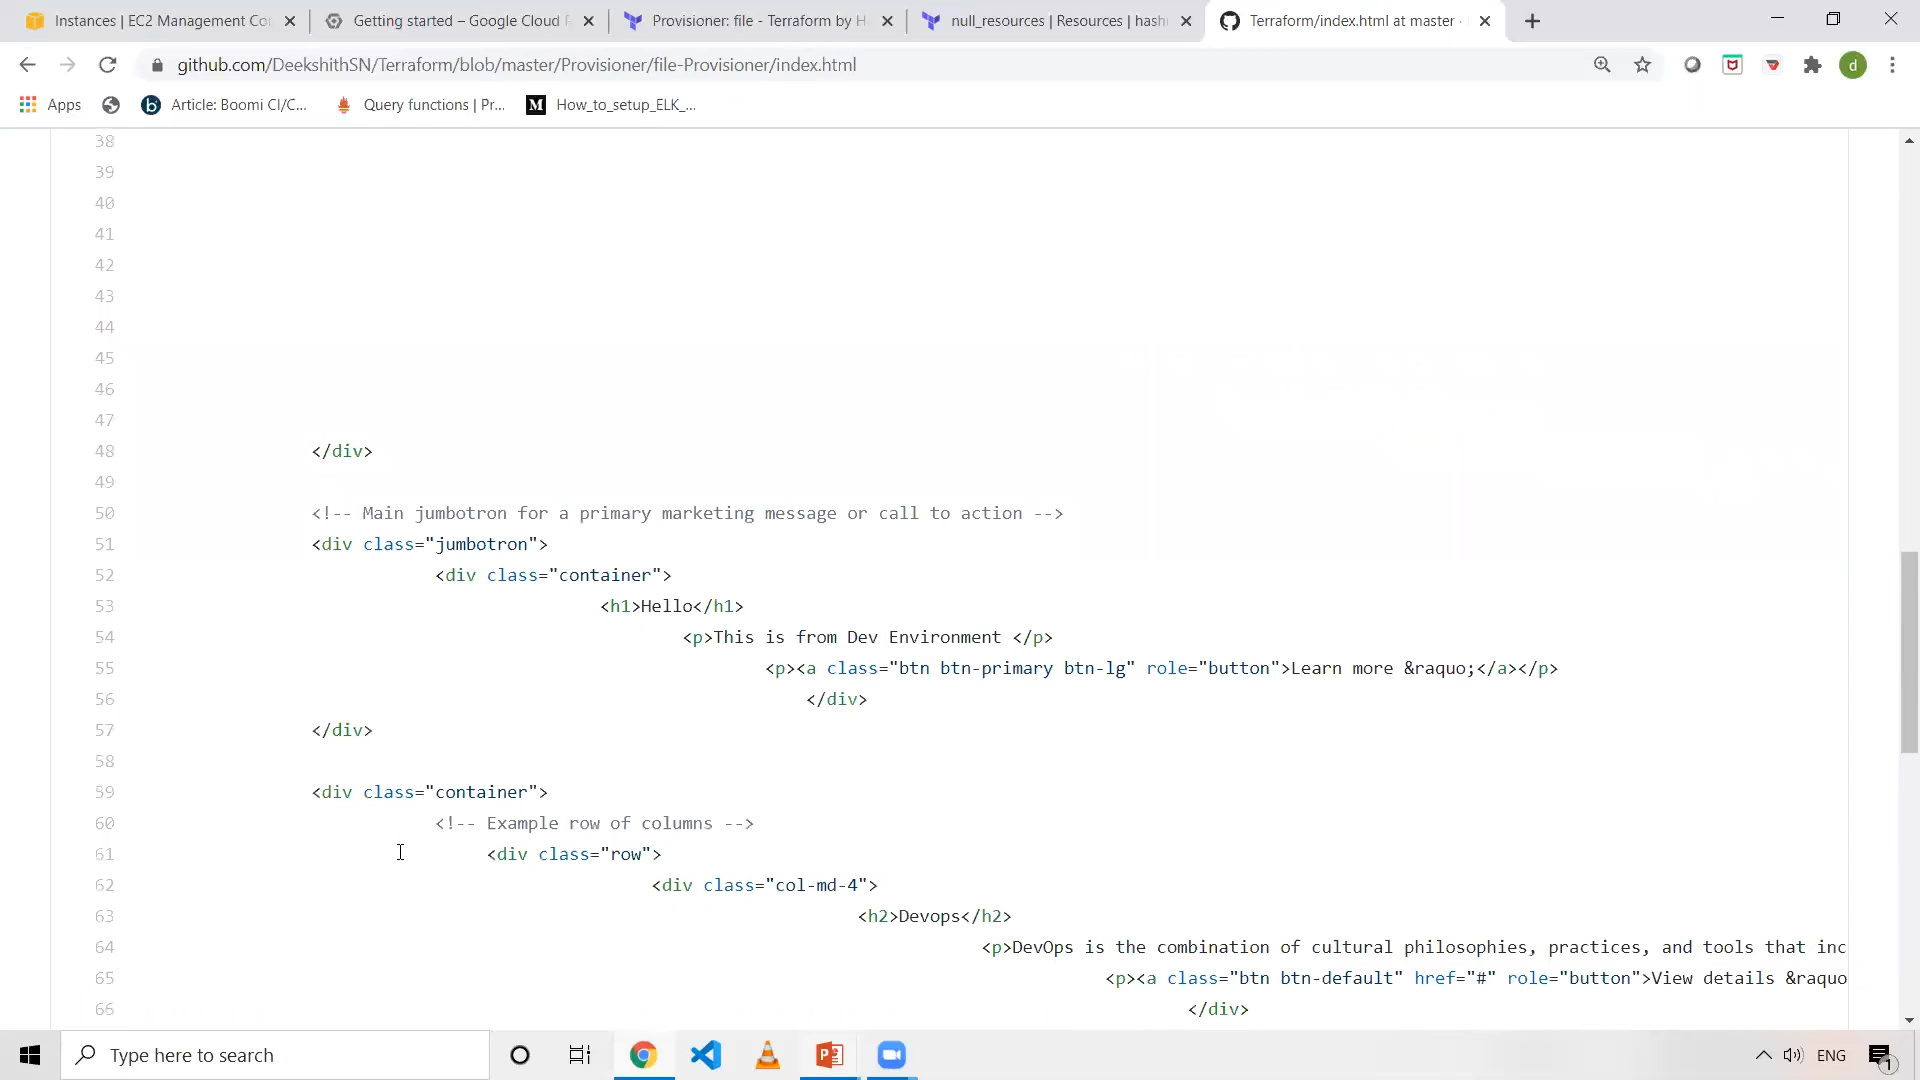 Instances | EC2 Management Co
Getting started – Google Cloud P
Provisioner: file - Terraform by H
null_resources | Resources | hash
Terraform/index.html at master ·
github.com/DeekshithSN/Terraform/blob/master/Provisioner/file-Provisioner/index.html
d
Apps
Article: Boomi CI/C...
Query functions | Pr...
How_to_setup_ELK_...
38
39
40
41
42
43
44
45
46
47
48 </div>
49
50 <!-- Main jumbotron for a primary marketing message or call to action -->
51 <div class="jumbotron">
52 <div class="container">
53 <h1>Hello</h1>
54 <p>This is from Dev Environment </p>
55 <p><a class="btn btn-primary btn-lg" role="button">Learn more &raquo;</a></p>
56 </div>
57 </div>
58
59 <div class="container">
60 <!-- Example row of columns -->
61 <div class="row">
62 <div class="col-md-4">
63 <h2>Devops</h2>
64 <p>DevOps is the combination of cultural philosophies, practices, and tools that inc
65 <p><a class="btn btn-default" href="#" role="button">View details &raquo
66 </div>
Type here to search
ENG
1